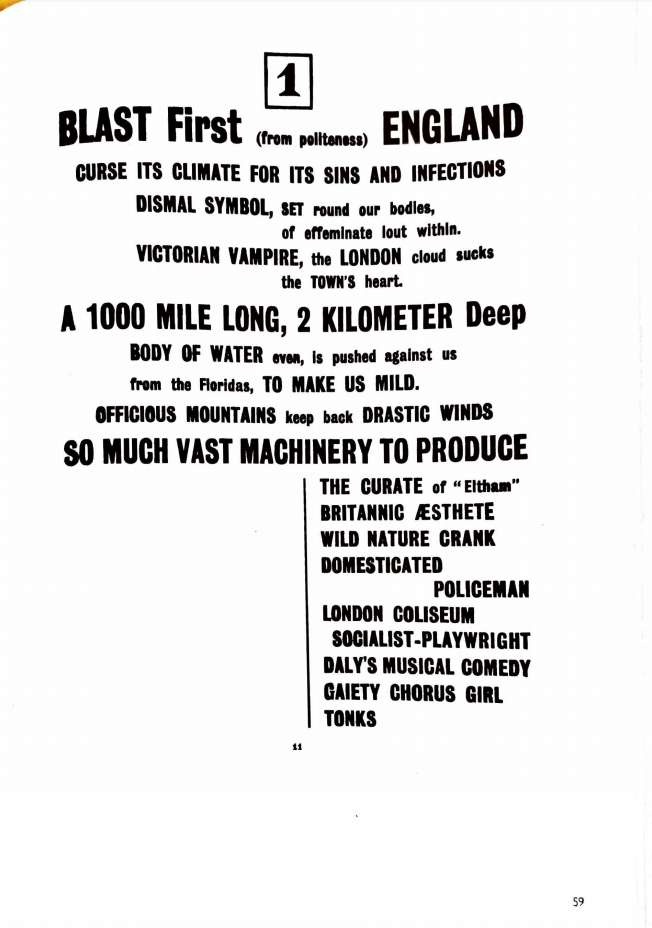 1
BLAST First (from politeness) ENGLAND
CURSE ITS CLIMATE FOR ITS SINS AND INFECTIONS
DISMAL SYMBOL, SET round our bodies,
of effeminate lout within.
VICTORIAN VAMPIRE, the LONDON cloud sucks
the TOWN'S heart.
A 1000 MILE LONG, 2 KILOMETER Deep
BODY OF WATER even, is pushed against us
from the Floridas, TO MAKE US MILD.
OFFICIOUS MOUNTAINS keep back DRASTIC WINDS
SO MUCH VAST MACHINERY TO PRODUCE
THE CURATE of "Eltham"
BRITANNIC ÆSTHETE
WILD NATURE CRANK
DOMESTICATED
POLICEMAN
LONDON COLISEUM
SOCIALIST-PLAYWRIGHT
DALY'S MUSICAL COMEDY
GAIETY CHORUS GIRL
TONKS
11
59